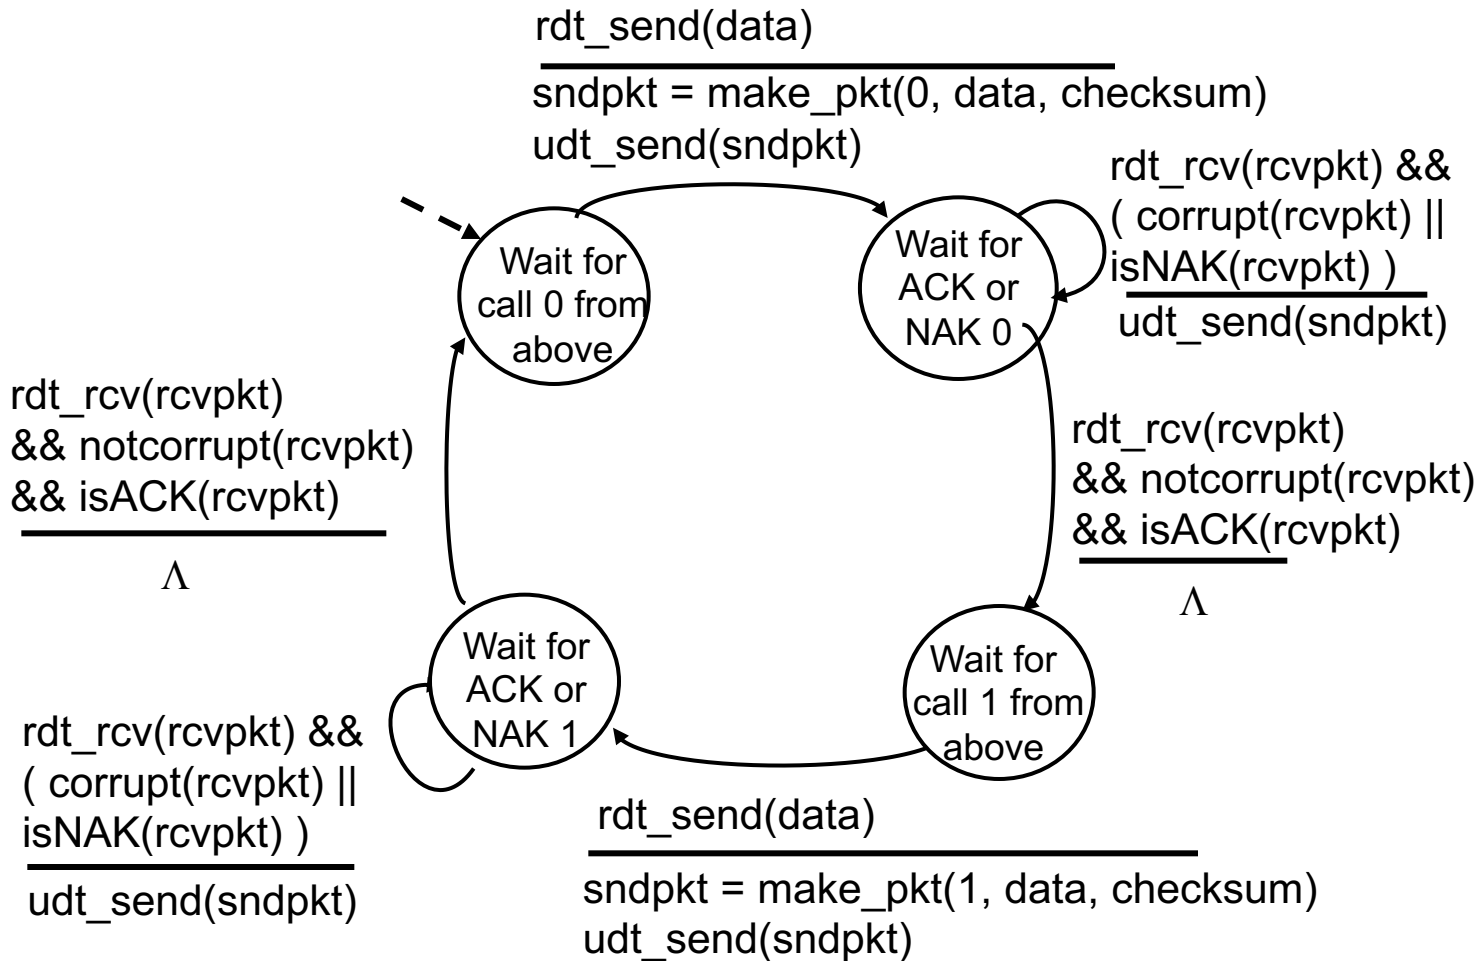 rdt_send(data)
sndpkt = make_pkt(0, data, checksum)
udt_send(sndpkt)
rdt_rcv(rcvpkt) &&
( corrupt(rcvpkt) ||
isNAK(rcvpkt) )
udt_send(sndpkt)
Wait for
call 0 from
above
Wait for
ACK or
NAK 0
rdt_rcv(rcvpkt)
&& notcorrupt(rcvpkt)
&& isACK(rcvpkt)
Λ
rdt_rcv(rcvpkt)
&& notcorrupt(rcvpkt)
&& isACK(rcvpkt)
Λ
Wait for
ACK or
NAK 1
Wait for
call 1 from
above
rdt_rcv(rcvpkt) &&
( corrupt(rcvpkt) ||
isNAK(rcvpkt) )
udt_send(sndpkt)
rdt_send(data)
sndpkt = make_pkt(1, data, checksum)
udt_send(sndpkt)